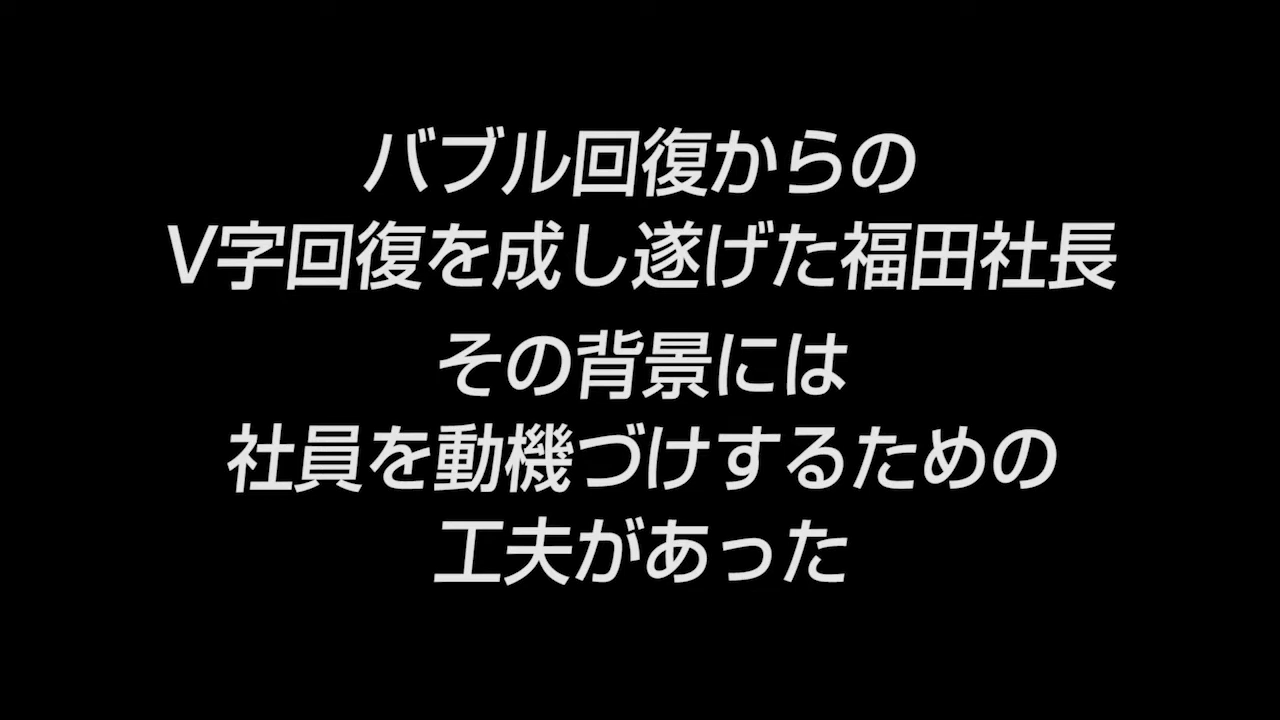 バブル回復からの
V字回復を成し遂げた福田社長
その背景には
社員を動機づけするための
工夫があった